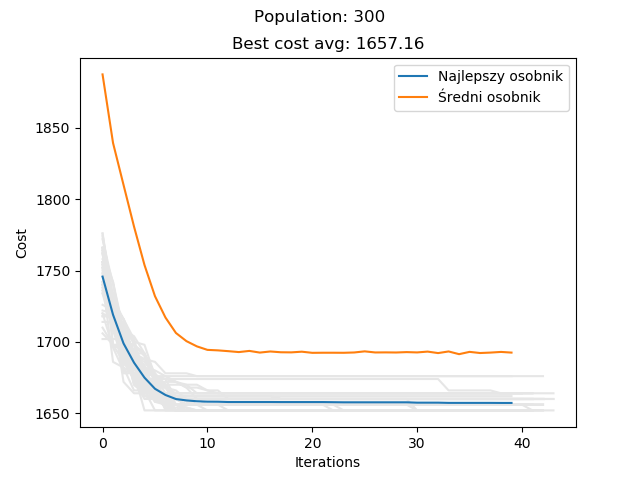 Population: 300
Best cost avg: 1657.16
Najlepszy osobnik
Średni osobnik
1850
1800
1750
1700
1650
Cost
0 10 20 30 40
Iterations